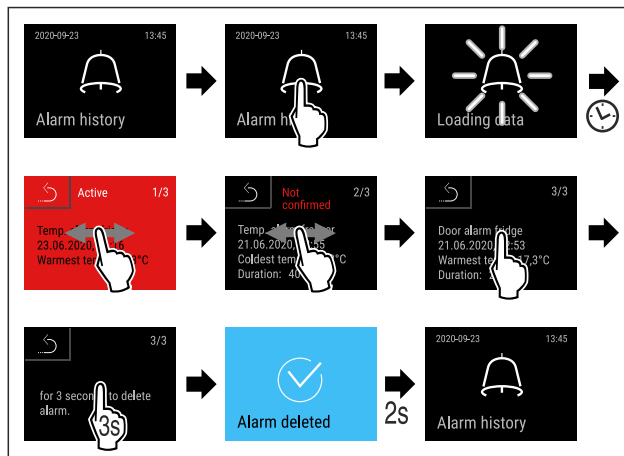 2020-09-23 13:45
Alarm history
2020-09-23 13:45
Alarm h
Loading data
Active 1/3
Temp.
23.06.2020,
Warmest te °C
Not 2/3
confirmed
Temp.
21.06.2020,
Coldest tem °C
Duration:
3/3
Door alarm fridge
21.06.2020, :53
Warmest te 17,3°C
Duration:
3/3
for 3 secon to delete
alarm.
3s
Alarm deleted
2s
2020-09-23 13:45
Alarm history